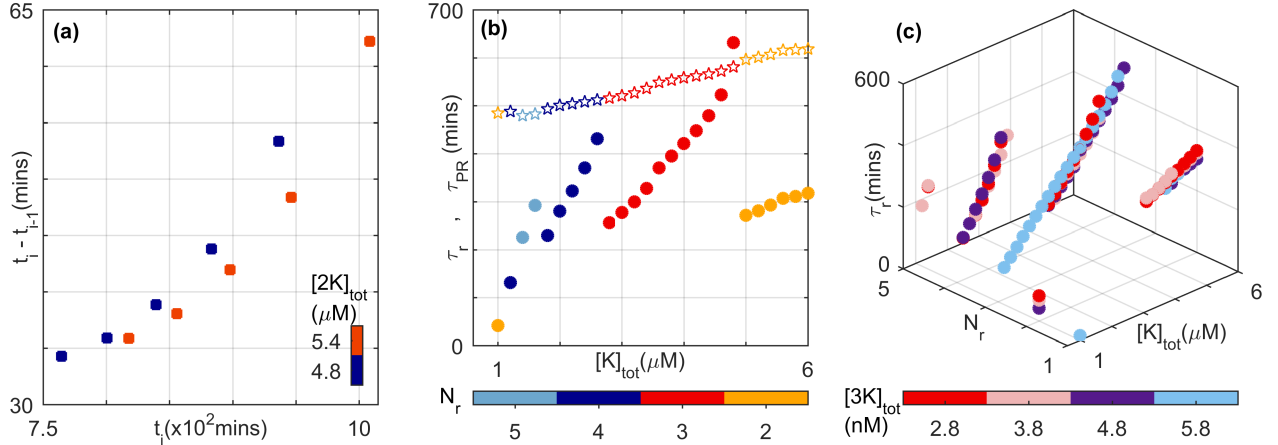 (a)
65
30
t_i - t_{i-1} (mins)
7.5
t_i(x10²mins)
10
[2K]_tot
(μM)
5.4
4.8
(b)
700
0
τ_r , τ_PR (mins)
1
[K]_tot(μM)
6
N_r
5 4 3 2
(c)
600
0
τ_r(mins)
5
N_r
1
1
[K]_tot(μM)
6
[3K]_tot
(nM)
2.8 3.8 4.8 5.8